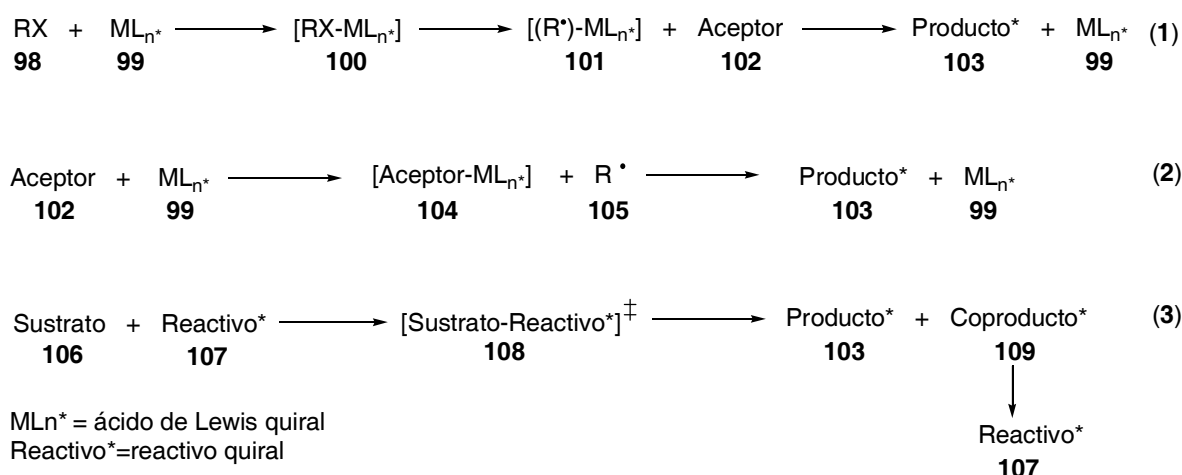 RX + MLn* [RX-MLn*] [(R•)-MLn*] + Aceptor Producto* + MLn* (1)
98 99 100 101 102 103 99
Aceptor + MLn* [Aceptor-MLn*] + R• Producto* + MLn* (2)
102 99 104 105 103 99
Sustrato + Reactivo* [Sustrato-Reactivo*]‡ Producto* + Coproducto* (3)
106 107 108 103 109
MLn* = ácido de Lewis quiral
Reactivo*=reactivo quiral
Reactivo*
107